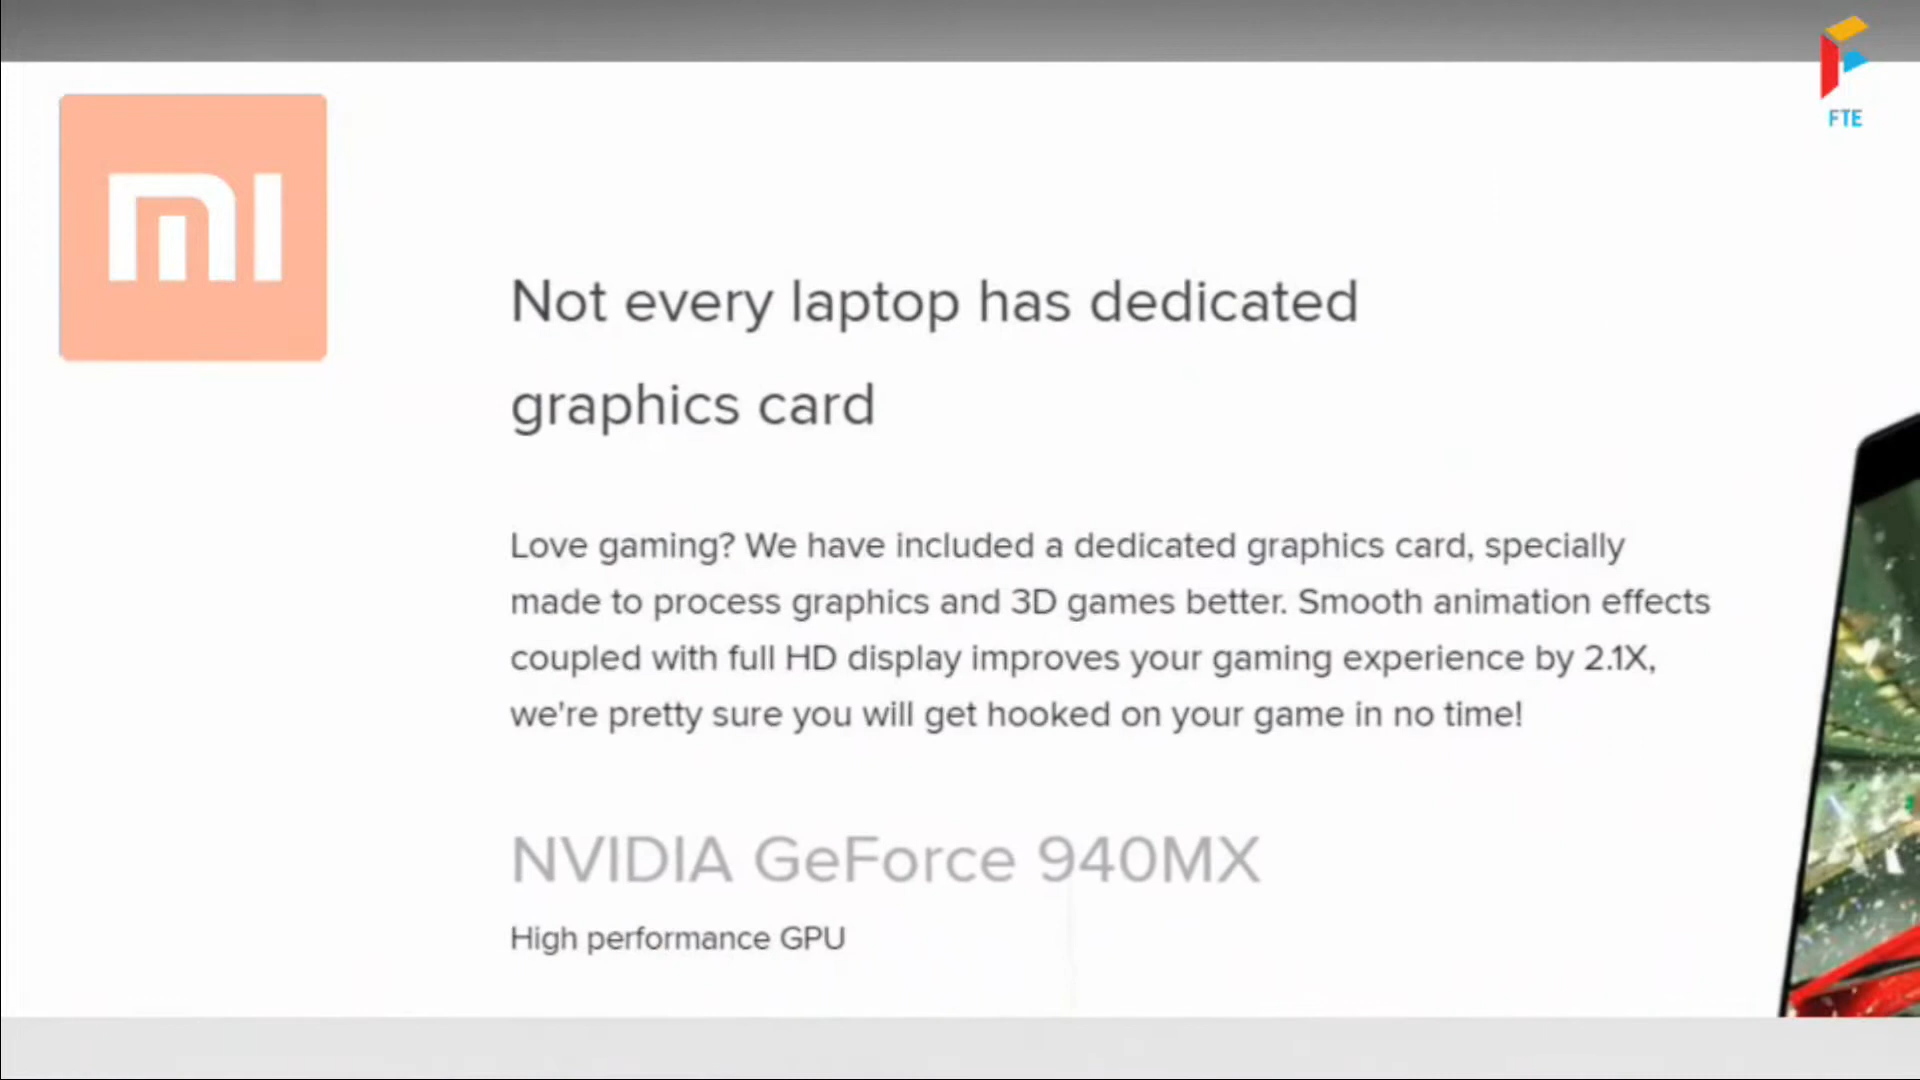 FTE
mi
Not every laptop has dedicated
graphics card
Love gaming? We have included a dedicated graphics card, specially
made to process graphics and 3D games better. Smooth animation effects
coupled with full HD display improves your gaming experience by 2.1X,
we're pretty sure you will get hooked on your game in no time!
NVIDIA GeForce 940MX
High performance GPU